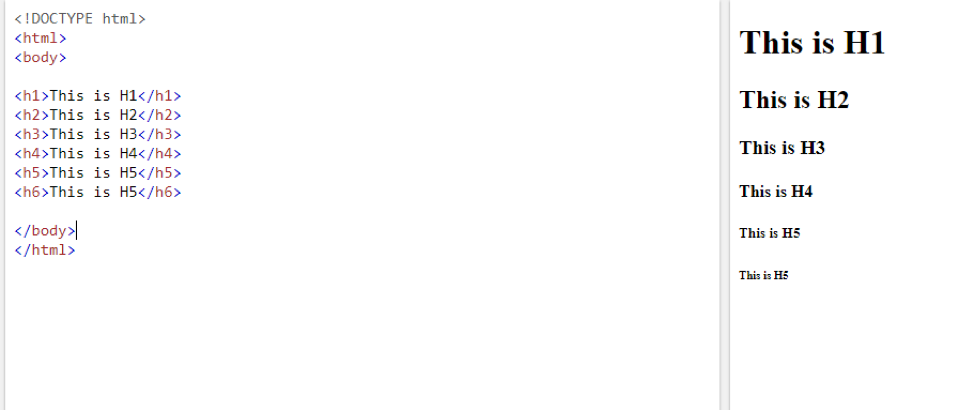 <!DOCTYPE html>
<html>
<body>
<h1>This is H1</h1>
<h2>This is H2</h2>
<h3>This is H3</h3>
<h4>This is H4</h4>
<h5>This is H5</h5>
<h6>This is H5</h6>
</body>
</html>
This is H1
This is H2
This is H3
This is H4
This is H5
This is H5